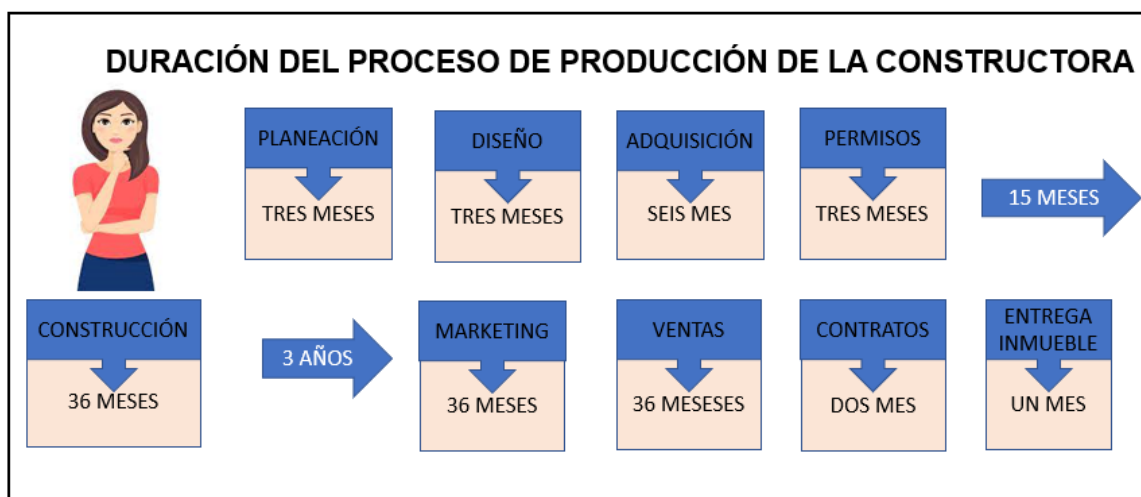 DURACIÓN DEL PROCESO DE PRODUCCIÓN DE LA CONSTRUCTORA
PLANEACIÓN
TRES MESES
DISEÑO
TRES MESES
ADQUISICIÓN
SEIS MES
PERMISOS
TRES MESES
15 MESES
CONSTRUCCIÓN
36 MESES
3 AÑOS
MARKETING
36 MESES
VENTAS
36 MESESES
CONTRATOS
DOS MES
ENTREGA
INMUEBLE
UN MES